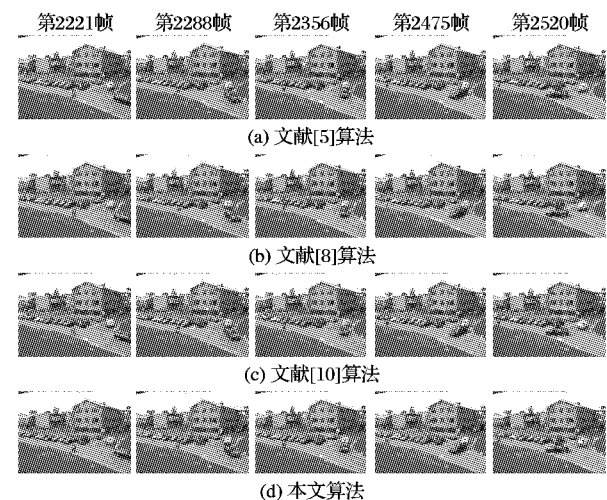 第2221帧 第2288帧 第2356帧 第2475帧 第2520帧
(a) 文献[5]算法
(b) 文献[8]算法
(c) 文献[10]算法
(d) 本文算法